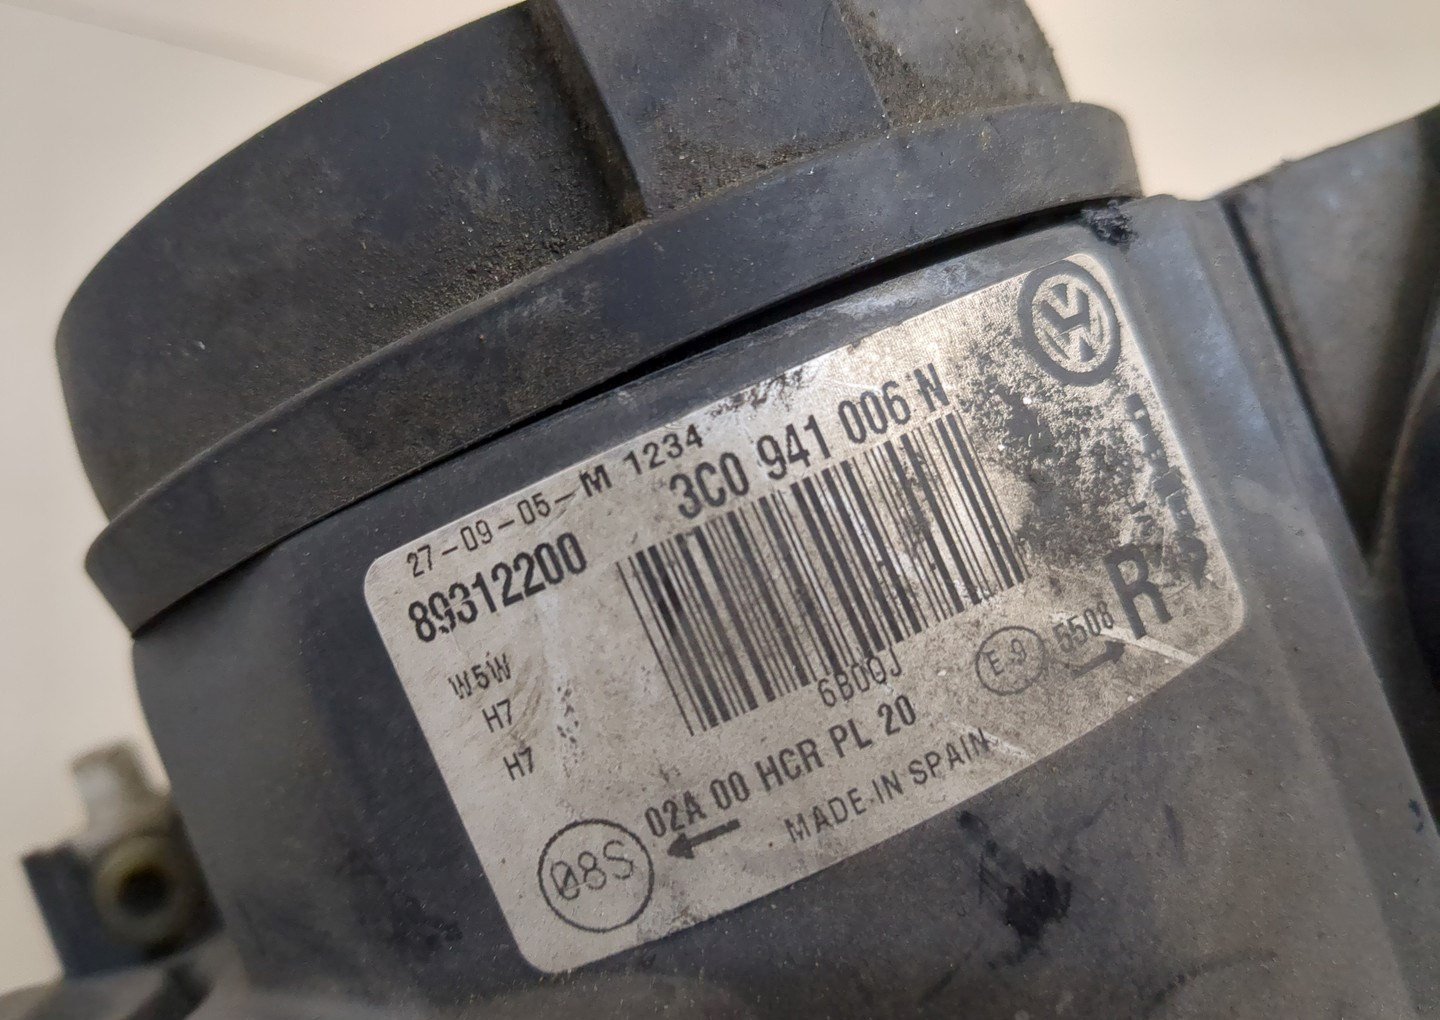 27-09-05-M 1234
89312200
3C0 941 006 N
W5W
H7
H7
6B0QJ
E9 5508
R
02A 00 HCR PL 20
MADE IN SPAIN
08S